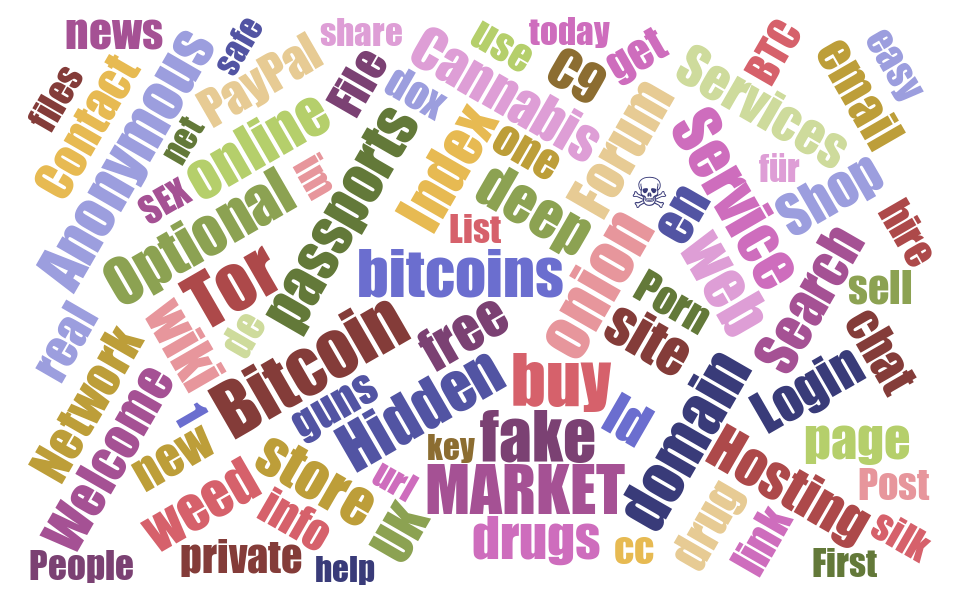 news
safe
share
use
today
get
BTC
easy
files
Contact
Anonymous
PayPal
File
dox
Cannabis
C9
Services
email
net
online
SEX
im
passports
Index
one
Forum
Service
für
Shop
Optional
deep
List
en
hire
Tor
bitcoins
onion
Web
Search
sell
real
wiki
de
Bitcoin
free
Porn
site
chat
Network
Welcome
1
new
guns
Hidden
buy
Id
domain
Login
page
store
key
fake
MARKET
Hosting
Post
weed
info
url
UK
drugs
cc
drug
link
silk
People
private
help
First